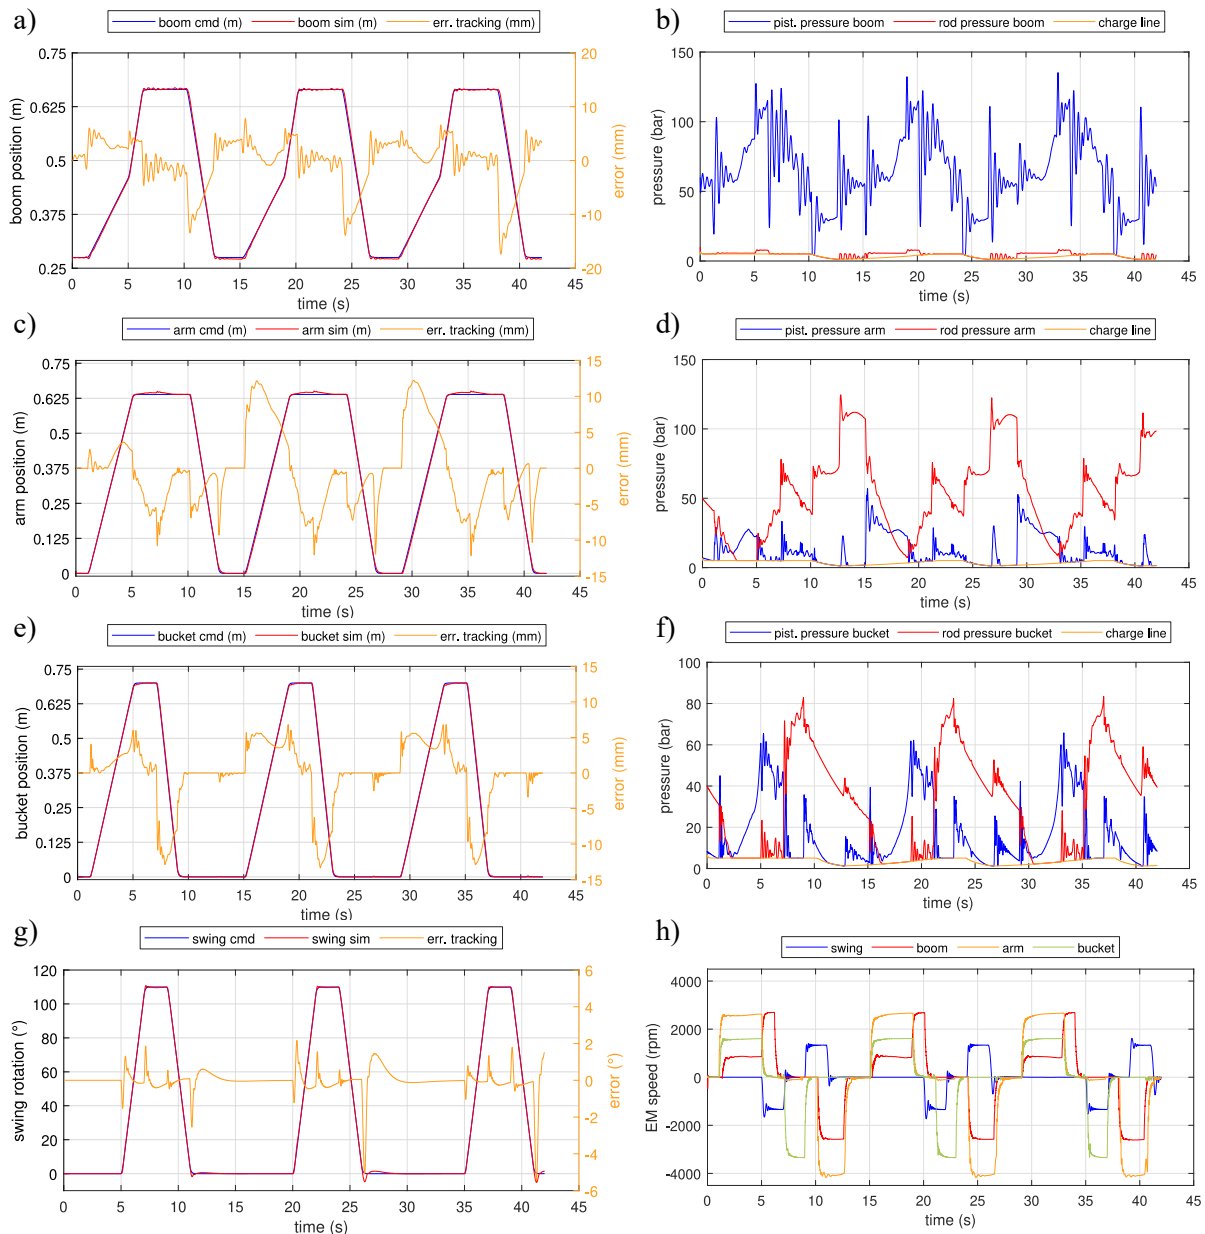 a)
boom cmd (m) boom sim (m) err. tracking (mm)
boom position (m)
0.75
0.625
0.5
0.375
0.25
20
10
0
-10
-20
error (mm)
0 5 10 15 20 25 30 35 40 45
time (s)
b)
pist. pressure boom rod pressure boom charge line
pressure (bar)
150
100
50
0
0 5 10 15 20 25 30 35 40 45
time (s)
c)
arm cmd (m) arm sim (m) err. tracking (mm)
arm position (m)
0.75
0.625
0.5
0.375
0.25
0.125
0
15
10
5
0
-5
-10
-15
error (mm)
0 5 10 15 20 25 30 35 40 45
time (s)
d)
pist. pressure arm rod pressure arm charge line
pressure (bar)
150
100
50
0
0 5 10 15 20 25 30 35 40 45
time (s)
e)
bucket cmd (m) bucket sim (m) err. tracking (mm)
bucket position (m)
0.75
0.625
0.5
0.375
0.25
0.125
0
15
10
5
0
-5
-10
-15
error (mm)
0 5 10 15 20 25 30 35 40 45
time (s)
f)
pist. pressure bucket rod pressure bucket charge line
pressure (bar)
100
80
60
40
20
0
0 5 10 15 20 25 30 35 40 45
time (s)
g)
swing cmd swing sim err. tracking
swing rotation (°)
120
100
80
60
40
20
0
6
4
2
0
-2
-4
-6
error (°)
0 5 10 15 20 25 30 35 40 45
time (s)
h)
swing boom arm bucket
EM speed (rpm)
4000
2000
0
-2000
-4000
0 5 10 15 20 25 30 35 40 45
time (s)